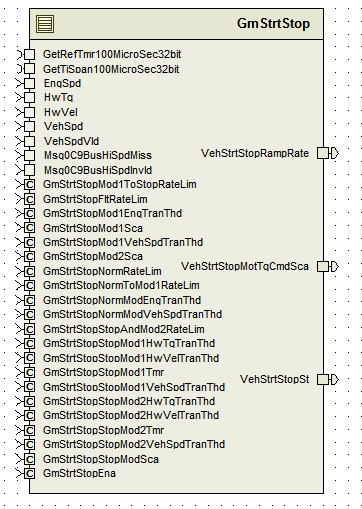 GmStrtStop
GetRefTmr100MicroSec32bit
GetTiSpan100MicroSec32bit
EngSpd
HwTq
HwVel
VehSpd
VehSpdVld
Msg0C9BusHiSpdMiss
Msg0C9BusHiSpdInvld
C GmStrtStopMod1ToStopRateLim
C GmStrtStopFltRateLim
C GmStrtStopMod1EngTranThd
C GmStrtStopMod1Sca
C GmStrtStopMod1VehSpdTranThd
C GmStrtStopMod2Sca
C GmStrtStopNormRateLim
C GmStrtStopNormToMod1RateLim
C GmStrtStopNormModEngTranThd
C GmStrtStopNormModVehSpdTranThd
C GmStrtStopStopAndMod2RateLim
C GmStrtStopStopMod1HwTqTranThd
C GmStrtStopStopMod1HwVelTranThd
C GmStrtStopStopMod1Tmr
C GmStrtStopStopMod1VehSpdTranThd
C GmStrtStopStopMod2HwTqTranThd
C GmStrtStopStopMod2HwVelTranThd
C GmStrtStopStopMod2Tmr
C GmStrtStopStopMod2VehSpdTranThd
C GmStrtStopStopModSca
C GmStrtStopEna
VehStrtStopRampRate
VehStrtStopMotTqCmdSca
VehStrtStopSt